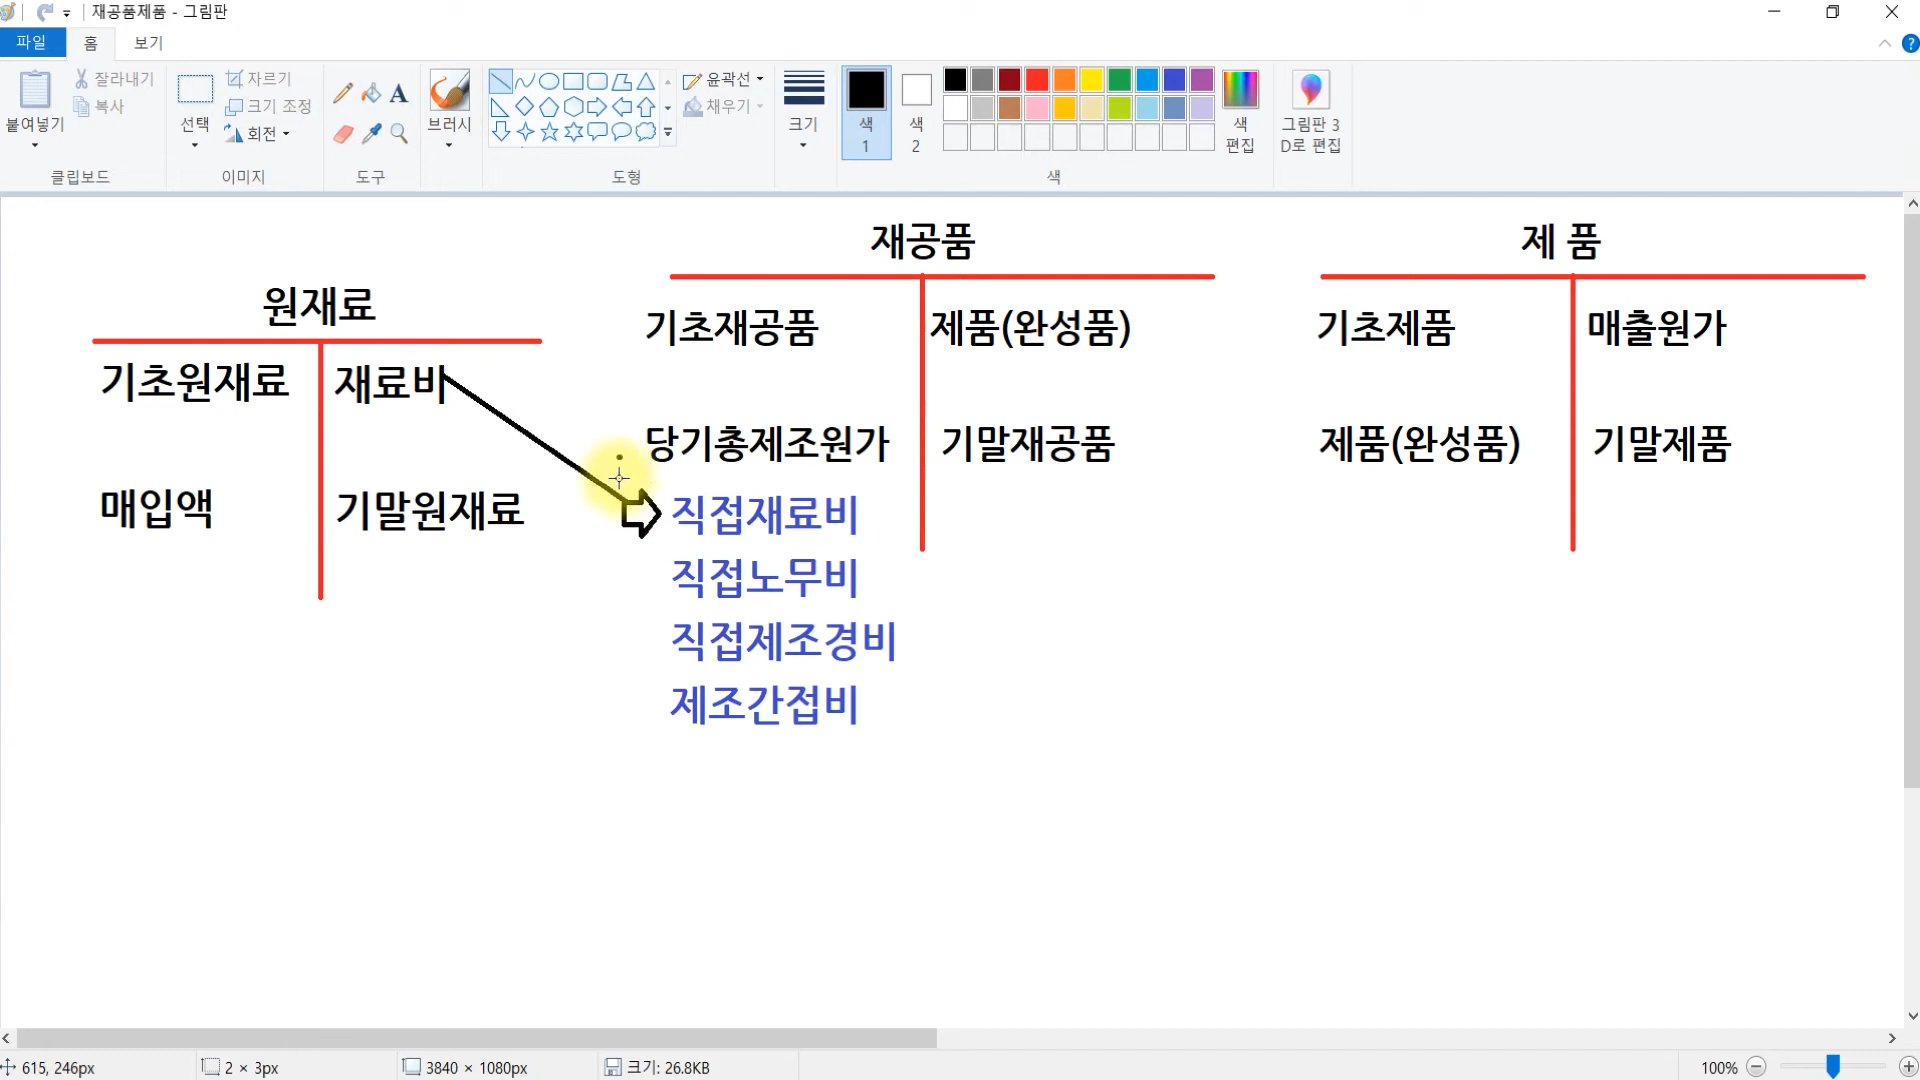 재공품제품 - 그림판
파일 홈 보기
붙여넣기
잘라내기
복사
클립보드
선택
자르기
크기 조정
회전
이미지
A
도구
브러시
윤곽선
채우기
도형
크기
색 1
색 2
색 편집
그림판 3D로 편집
색
원재료
기초원재료 재료비
매입액 기말원재료
재공품
기초재공품 제품(완성품)
당기총제조원가 기말재공품
직접재료비
직접노무비
직접제조경비
제조간접비
제 품
기초제품 매출원가
제품(완성품) 기말제품
615, 246px 2 × 3px 3840 × 1080px 크기: 26.8KB 100%